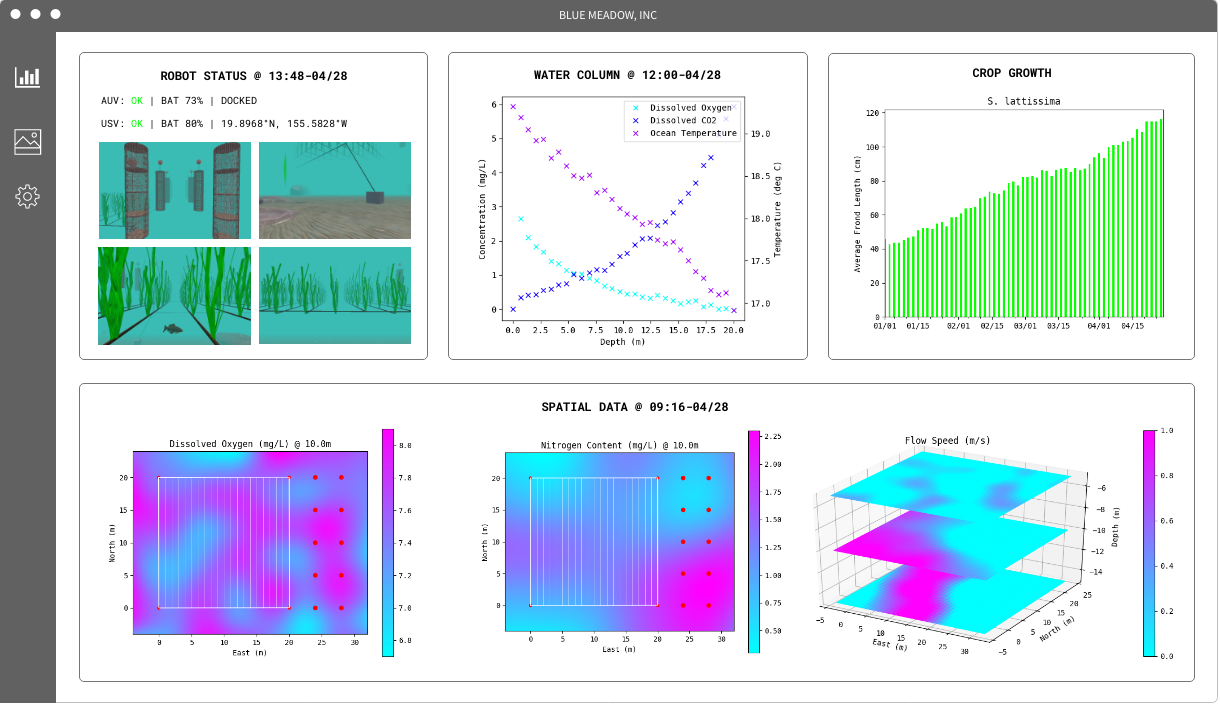 BLUE MEADOW, INC
ROBOT STATUS @ 13:48-04/28
AUV: OK | BAT 73% | DOCKED
USV: OK | BAT 80% | 19.8968°N, 155.5828°W
WATER COLUMN @ 12:00-04/28
Dissolved Oxygen
Dissolved CO2
Ocean Temperature
Concentration (mg/L)
6
5
4
3
2
1
0
19.0
18.5
18.0
17.5
17.0
Temperature (deg C)
0.0 2.5 5.0 7.5 10.0 12.5 15.0 17.5 20.0
Depth (m)
CROP GROWTH
S. lattissima
Average Frond Length (cm)
120
100
80
60
40
20
0
01/01 01/15 02/01 02/15 03/01 03/15 04/01 04/15
SPATIAL DATA @ 09:16-04/28
Dissolved Oxygen (mg/L) @ 10.0m
North (m)
20
15
10
5
0
0 5 10 15 20 25 30
East (m)
8.0
7.8
7.6
7.4
7.2
7.0
6.8
Nitrogen Content (mg/L) @ 10.0m
North (m)
20
15
10
5
0
0 5 10 15 20 25 30
East (m)
2.25
2.00
1.75
1.50
1.25
1.00
0.75
0.50
Flow Speed (m/s)
−6
−8
−10
−12
−14
Depth (m)
−5 0 5 10 15 20 25 30
East (m)
−5 0 5 10 15 20 25
North (m)
1.0
0.8
0.6
0.4
0.2
0.0